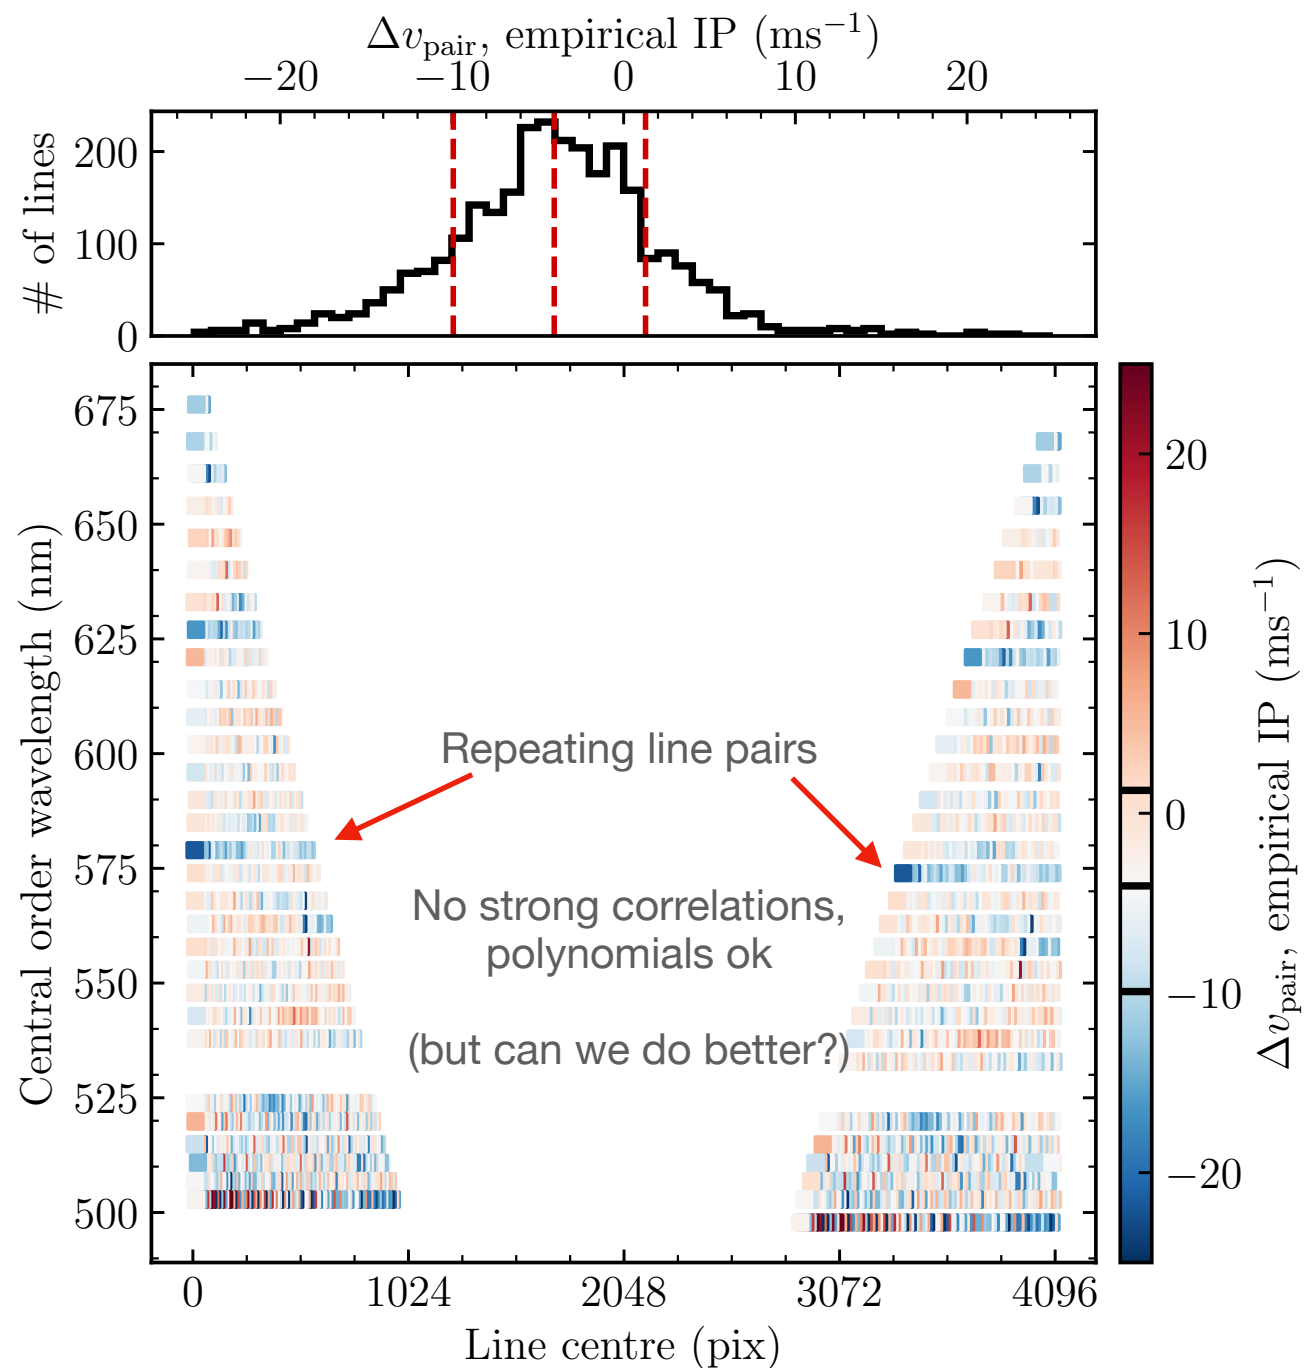 Δv_pair, empirical IP (ms⁻¹)
−20 −10 0 10 20
# of lines
200
100
0
Central order wavelength (nm)
675
650
625
600
575
550
525
500
Repeating line pairs
No strong correlations,
polynomials ok
(but can we do better?)
0 1024 2048 3072 4096
Line centre (pix)
20
10
0
−10
−20
Δv_pair, empirical IP (ms⁻¹)